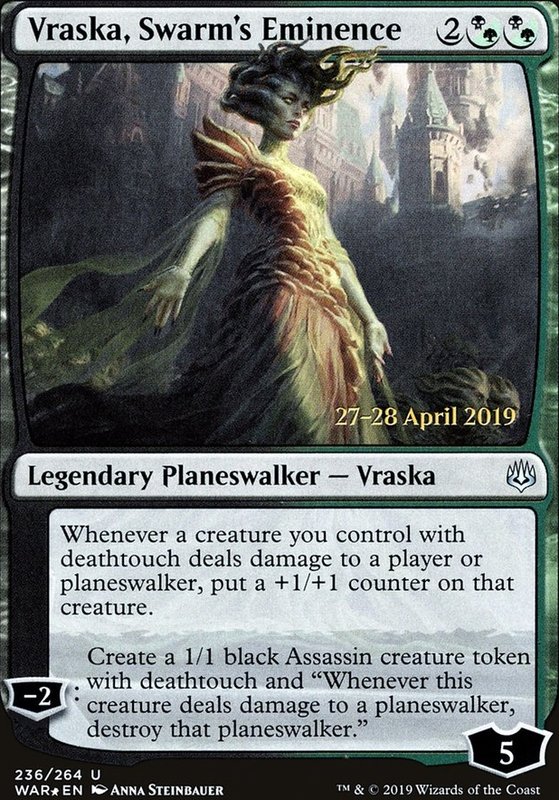 Vraska, Swarm's Eminence 2
27–28 April 2019
Legendary Planeswalker — Vraska
Whenever a creature you control with
deathtouch deals damage to a player or
planeswalker, put a +1/+1 counter on that
creature.
Create a 1/1 black Assassin creature token
with deathtouch and “Whenever this
−2: creature deals damage to a planeswalker,
destroy that planeswalker.”
5
236/264 U
WAR★EN Anna Steinbauer
™ & © 2019 Wizards of the Coast